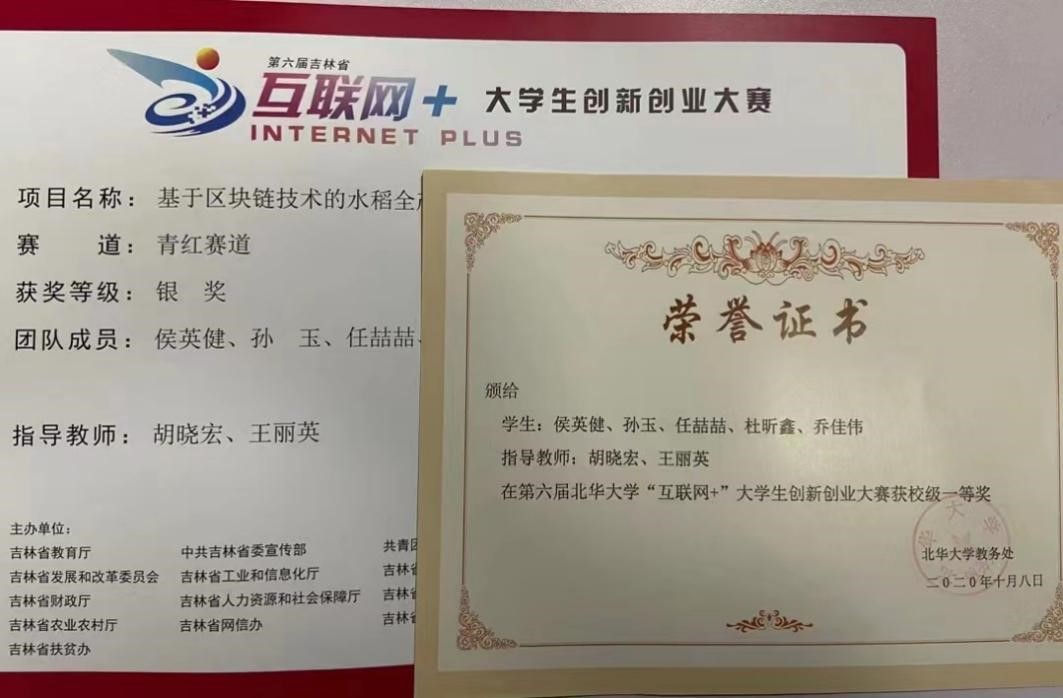 第六届吉林省
互联网+ 大学生创新创业大赛
INTERNET PLUS
项目名称：基于区块链技术的水稻全
赛 道：青红赛道
获奖等级：银 奖
团队成员：侯英健、孙 玉、任喆喆、
指导教师：胡晓宏、王丽英
主办单位：
吉林省教育厅 中共吉林省委宣传部 共青团
吉林省发展和改革委员会 吉林省工业和信息化厅 吉林省
吉林省财政厅 吉林省人力资源和社会保障厅 吉林省
吉林省农业农村厅 吉林省网信办 吉林省
吉林省扶贫办
荣誉证书
颁给
学生：侯英健、孙玉、任喆喆、杜昕鑫、乔佳伟
指导教师：胡晓宏、王丽英
在第六届北华大学“互联网+”大学生创新创业大赛获校级一等奖
北华大学教务处
二〇二〇年十月八日